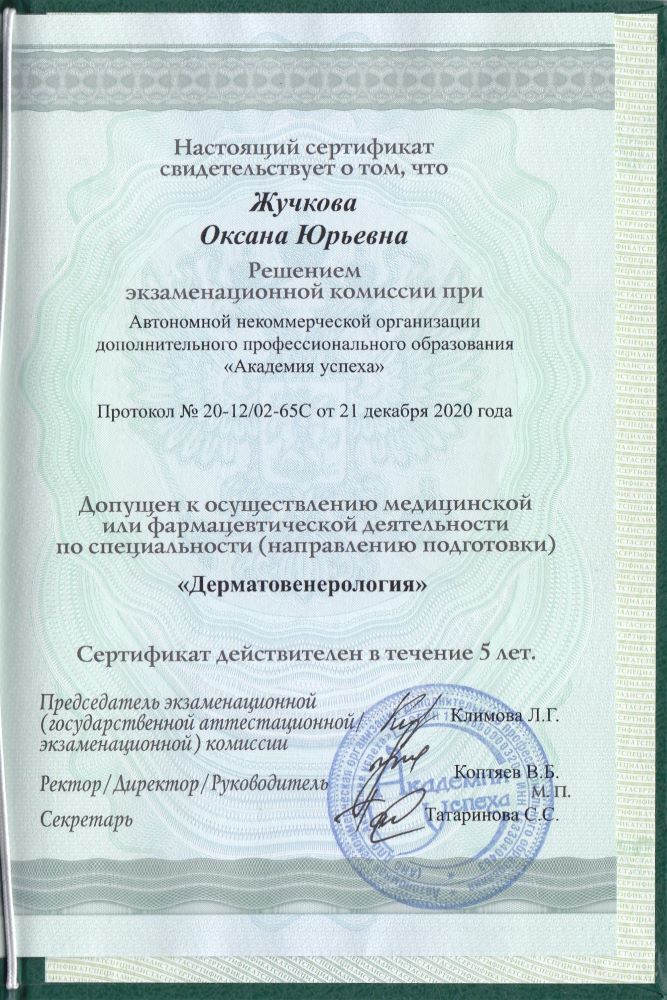 Настоящий сертификат
свидетельствует о том, что
Жучкова
Оксана Юрьевна
Решением
экзаменационной комиссии при
Автономной некоммерческой организации
дополнительного профессионального образования
«Академия успеха»
Протокол № 20-12/02-65С от 21 декабря 2020 года
Допущен к осуществлению медицинской
или фармацевтической деятельности
по специальности (направлению подготовки)
«Дерматовенерология»
Сертификат действителен в течение 5 лет.
Председатель экзаменационной
(государственной аттестационной/
экзаменационной) комиссии
Климова Л.Г.
Ректор/Директор/Руководитель
Коптяев В.Б.
М. П.
Секретарь
Татаринова С.С.
Академия
успеха